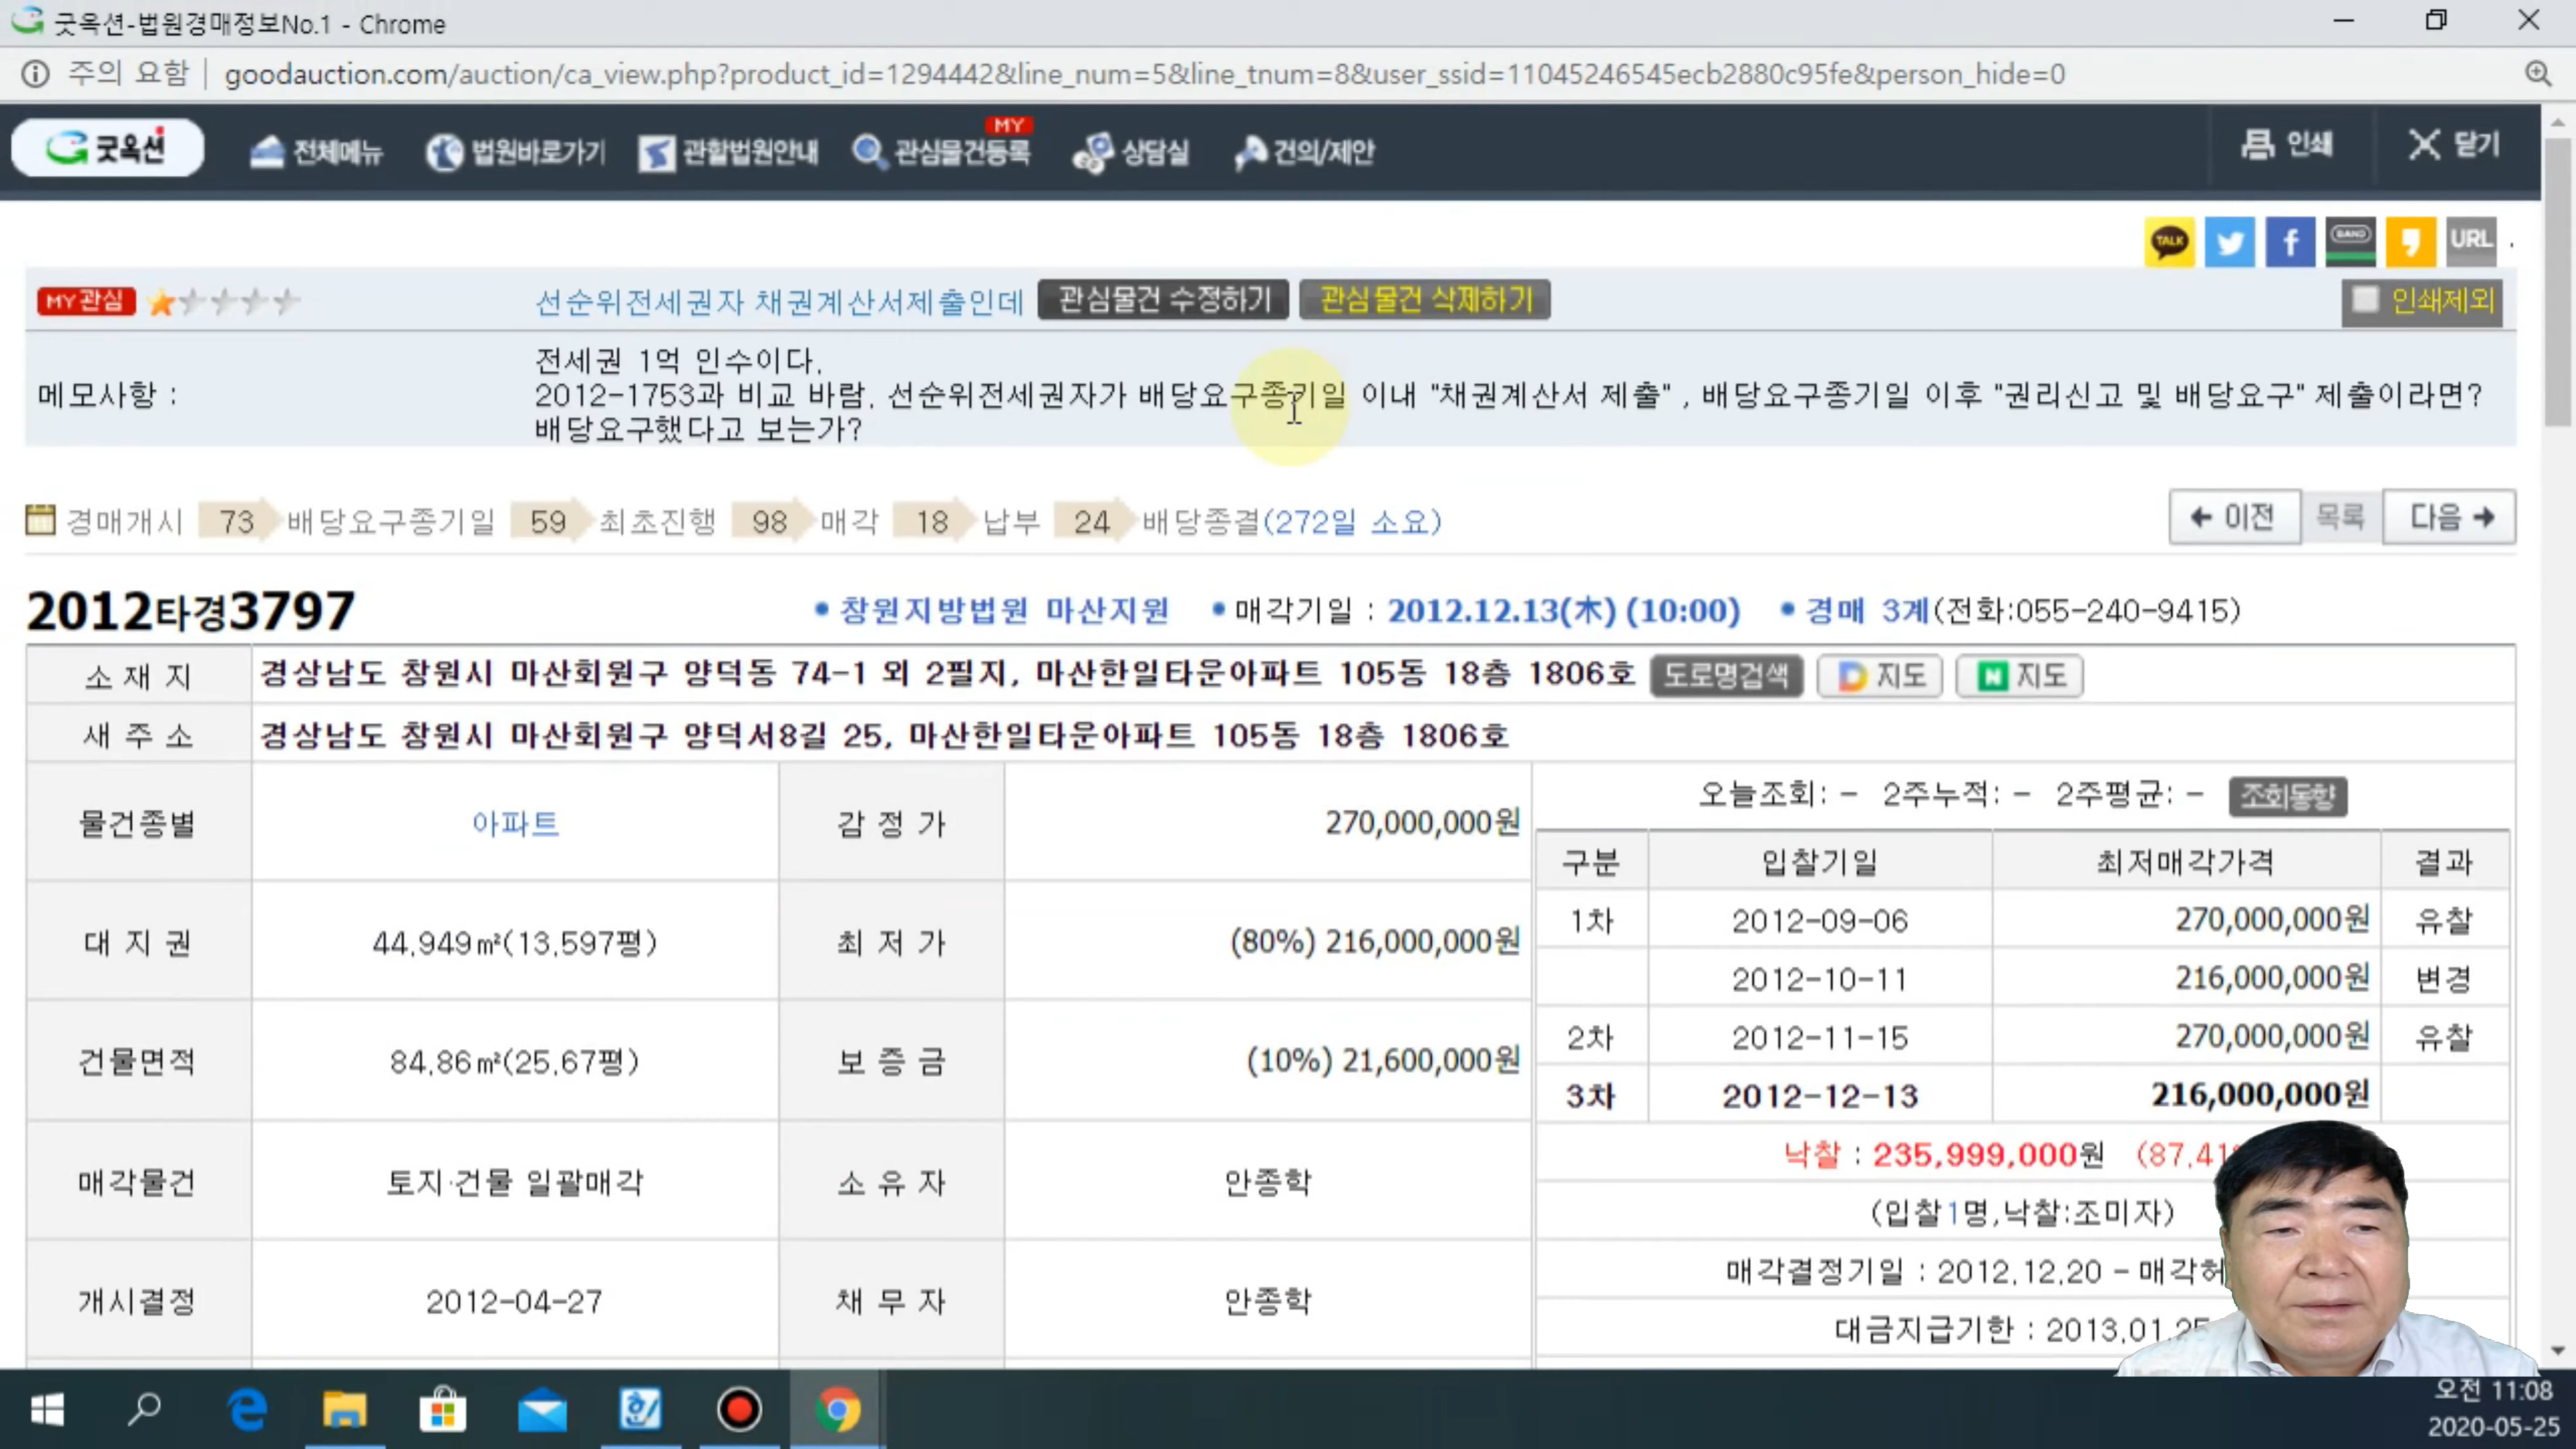 굿옥션-법원경매정보No.1 - Chrome
주의 요함 | goodauction.com/auction/ca_view.php?product_id=1294442&line_num=5&line_tnum=8&user_ssid=11045246545ecb2880c95fe&person_hide=0
굿옥션 전체메뉴 법원바로가기 관할법원안내 관심물건등록 MY 상담실 건의/제안 인쇄 닫기
TALK BAND URL
MY관심 선순위전세권자 채권계산서제출인데 관심물건 수정하기 관심물건 삭제하기 인쇄제외
전세권 1억 인수이다.
메모사항 : 2012-1753과 비교 바람. 선순위전세권자가 배당요구종기일 이내 "채권계산서 제출" , 배당요구종기일 이후 "권리신고 및 배당요구" 제출이라면?
배당요구했다고 보는가?
경매개시 73 배당요구종기일 59 최초진행 98 매각 18 납부 24 배당종결(272일 소요) ← 이전 목록 다음 →
2012타경3797 • 창원지방법원 마산지원 • 매각기일 : 2012.12.13(木) (10:00) • 경매 3계(전화:055-240-9415)
소재지 경상남도 창원시 마산회원구 양덕동 74-1 외 2필지, 마산한일타운아파트 105동 18층 1806호 도로명검색 D 지도 N 지도
새주소 경상남도 창원시 마산회원구 양덕서8길 25, 마산한일타운아파트 105동 18층 1806호
오늘조회: - 2주누적: - 2주평균: - 조회동향
물건종별 아파트 감정가 270,000,000원
구분 입찰기일 최저매각가격 결과
1차 2012-09-06 270,000,000원 유찰
대지권 44.949㎡(13.597평) 최저가 (80%) 216,000,000원
2012-10-11 216,000,000원 변경
2차 2012-11-15 270,000,000원 유찰
건물면적 84.86㎡(25.67평) 보증금 (10%) 21,600,000원
3차 2012-12-13 216,000,000원
낙찰 : 235,999,000원 (87.41
매각물건 토지·건물 일괄매각 소유자 안종학
(입찰1명,낙찰:조미자)
매각결정기일 : 2012.12.20 - 매각허
개시결정 2012-04-27 채무자 안종학
대금지급기한 : 2013.01.25
오전 11:08
2020-05-25